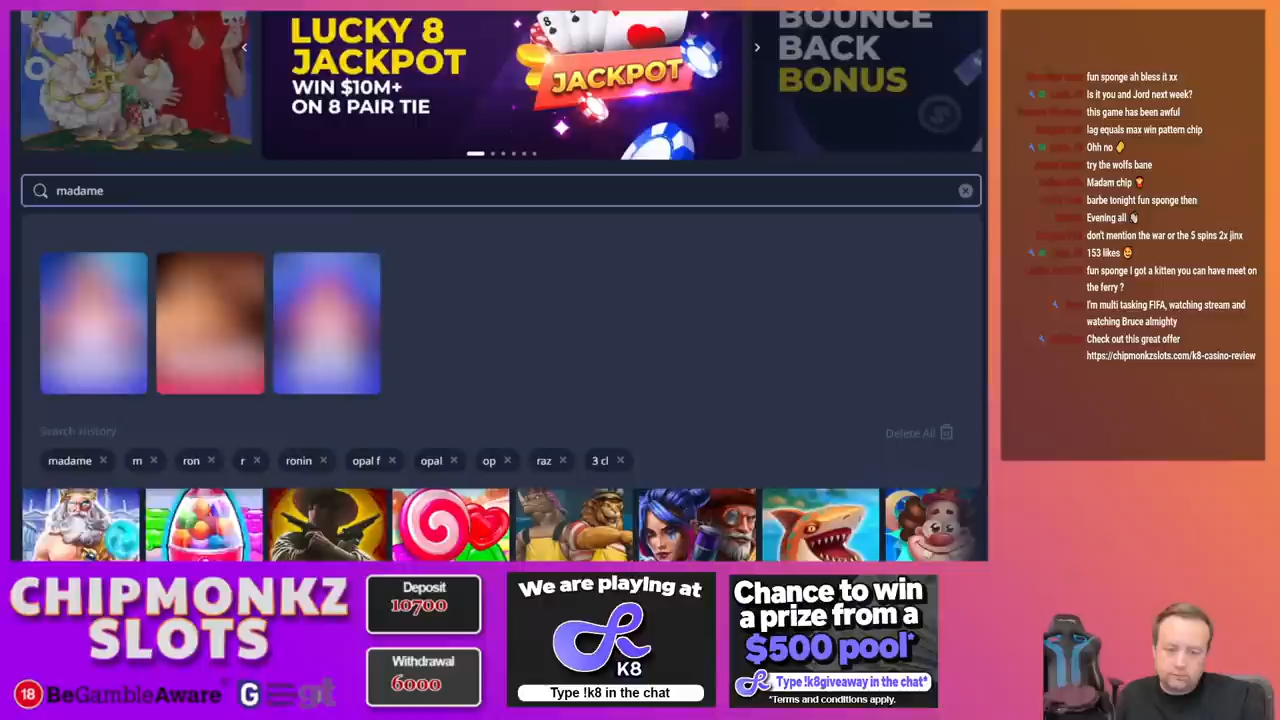 LUCKY 8
JACKPOT
WIN $10M+
ON 8 PAIR TIE
JACKPOT
BOUNCE
BACK
BONUS
madame
Search History
Delete All
madame
m
ron
r
ronin
opal f
opal
op
raz
3 cl
fun sponge ah bless it xx
Is it you and Jord next week?
this game has been awful
lag equals max win pattern chip
Ohh no
try the wolfs bane
Madam chip
barbe tonight fun sponge then
Evening all
don't mention the war or the 5 spins 2x jinx
153 likes
fun sponge I got a kitten you can have meet on
the ferry ?
I'm multi tasking FIFA, watching stream and
watching Bruce almighty
Check out this great offer
https://chipmonkzslots.com/k8-casino-review
CHIPMONKZ
SLOTS
18 BeGambleAware
G
Deposit
10700
Withdrawal
6000
We are playing at
K8
Type !k8 in the chat
Chance to win
a prize from a
$500 pool*
Type !k8giveaway in the chat*
*Terms and conditions apply.